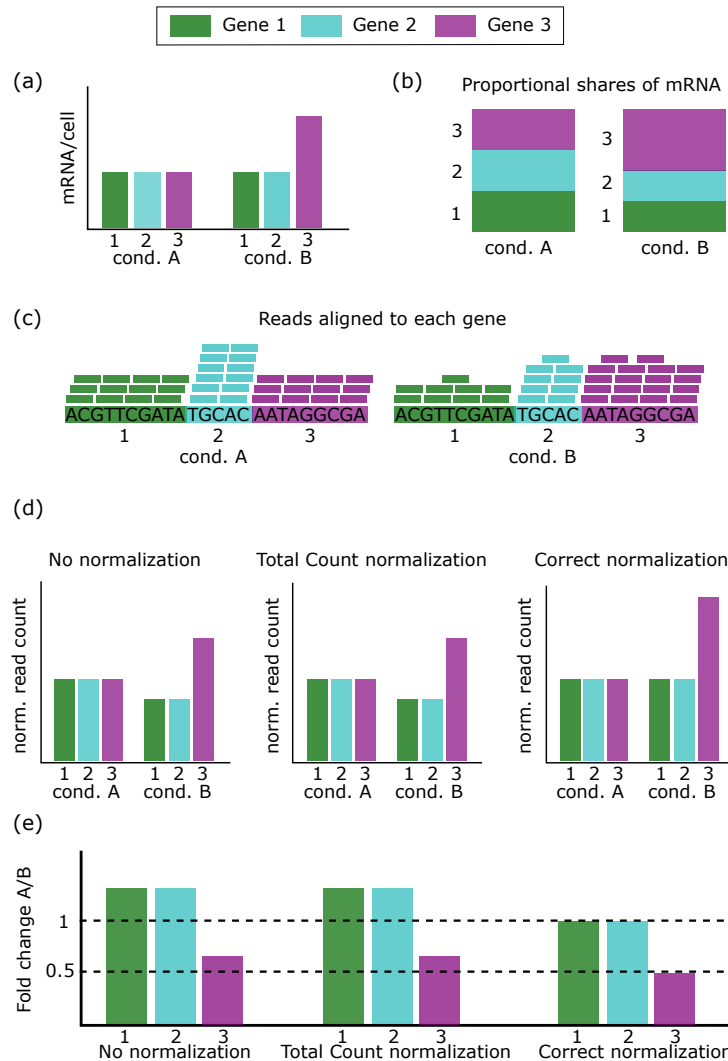 Gene 1 Gene 2 Gene 3
(a)
mRNA/cell
1 2 3 1 2 3
cond. A cond. B
(b)
Proportional shares of mRNA
3 3
2 2
1 1
cond. A cond. B
(c)
Reads aligned to each gene
ACGTTCGATA TGCAC AATAGGCGA ACGTTCGATA TGCAC AATAGGCGA
1 2 3 1 2 3
cond. A cond. B
(d)
No normalization Total Count normalization Correct normalization
norm. read count norm. read count norm. read count
1 2 3 1 2 3 1 2 3 1 2 3 1 2 3 1 2 3
cond. A cond. B cond. A cond. B cond. A cond. B
(e)
Fold change A/B
1
0.5
1 2 3 1 2 3 1 2 3
No normalization Total Count normalization Correct normalization